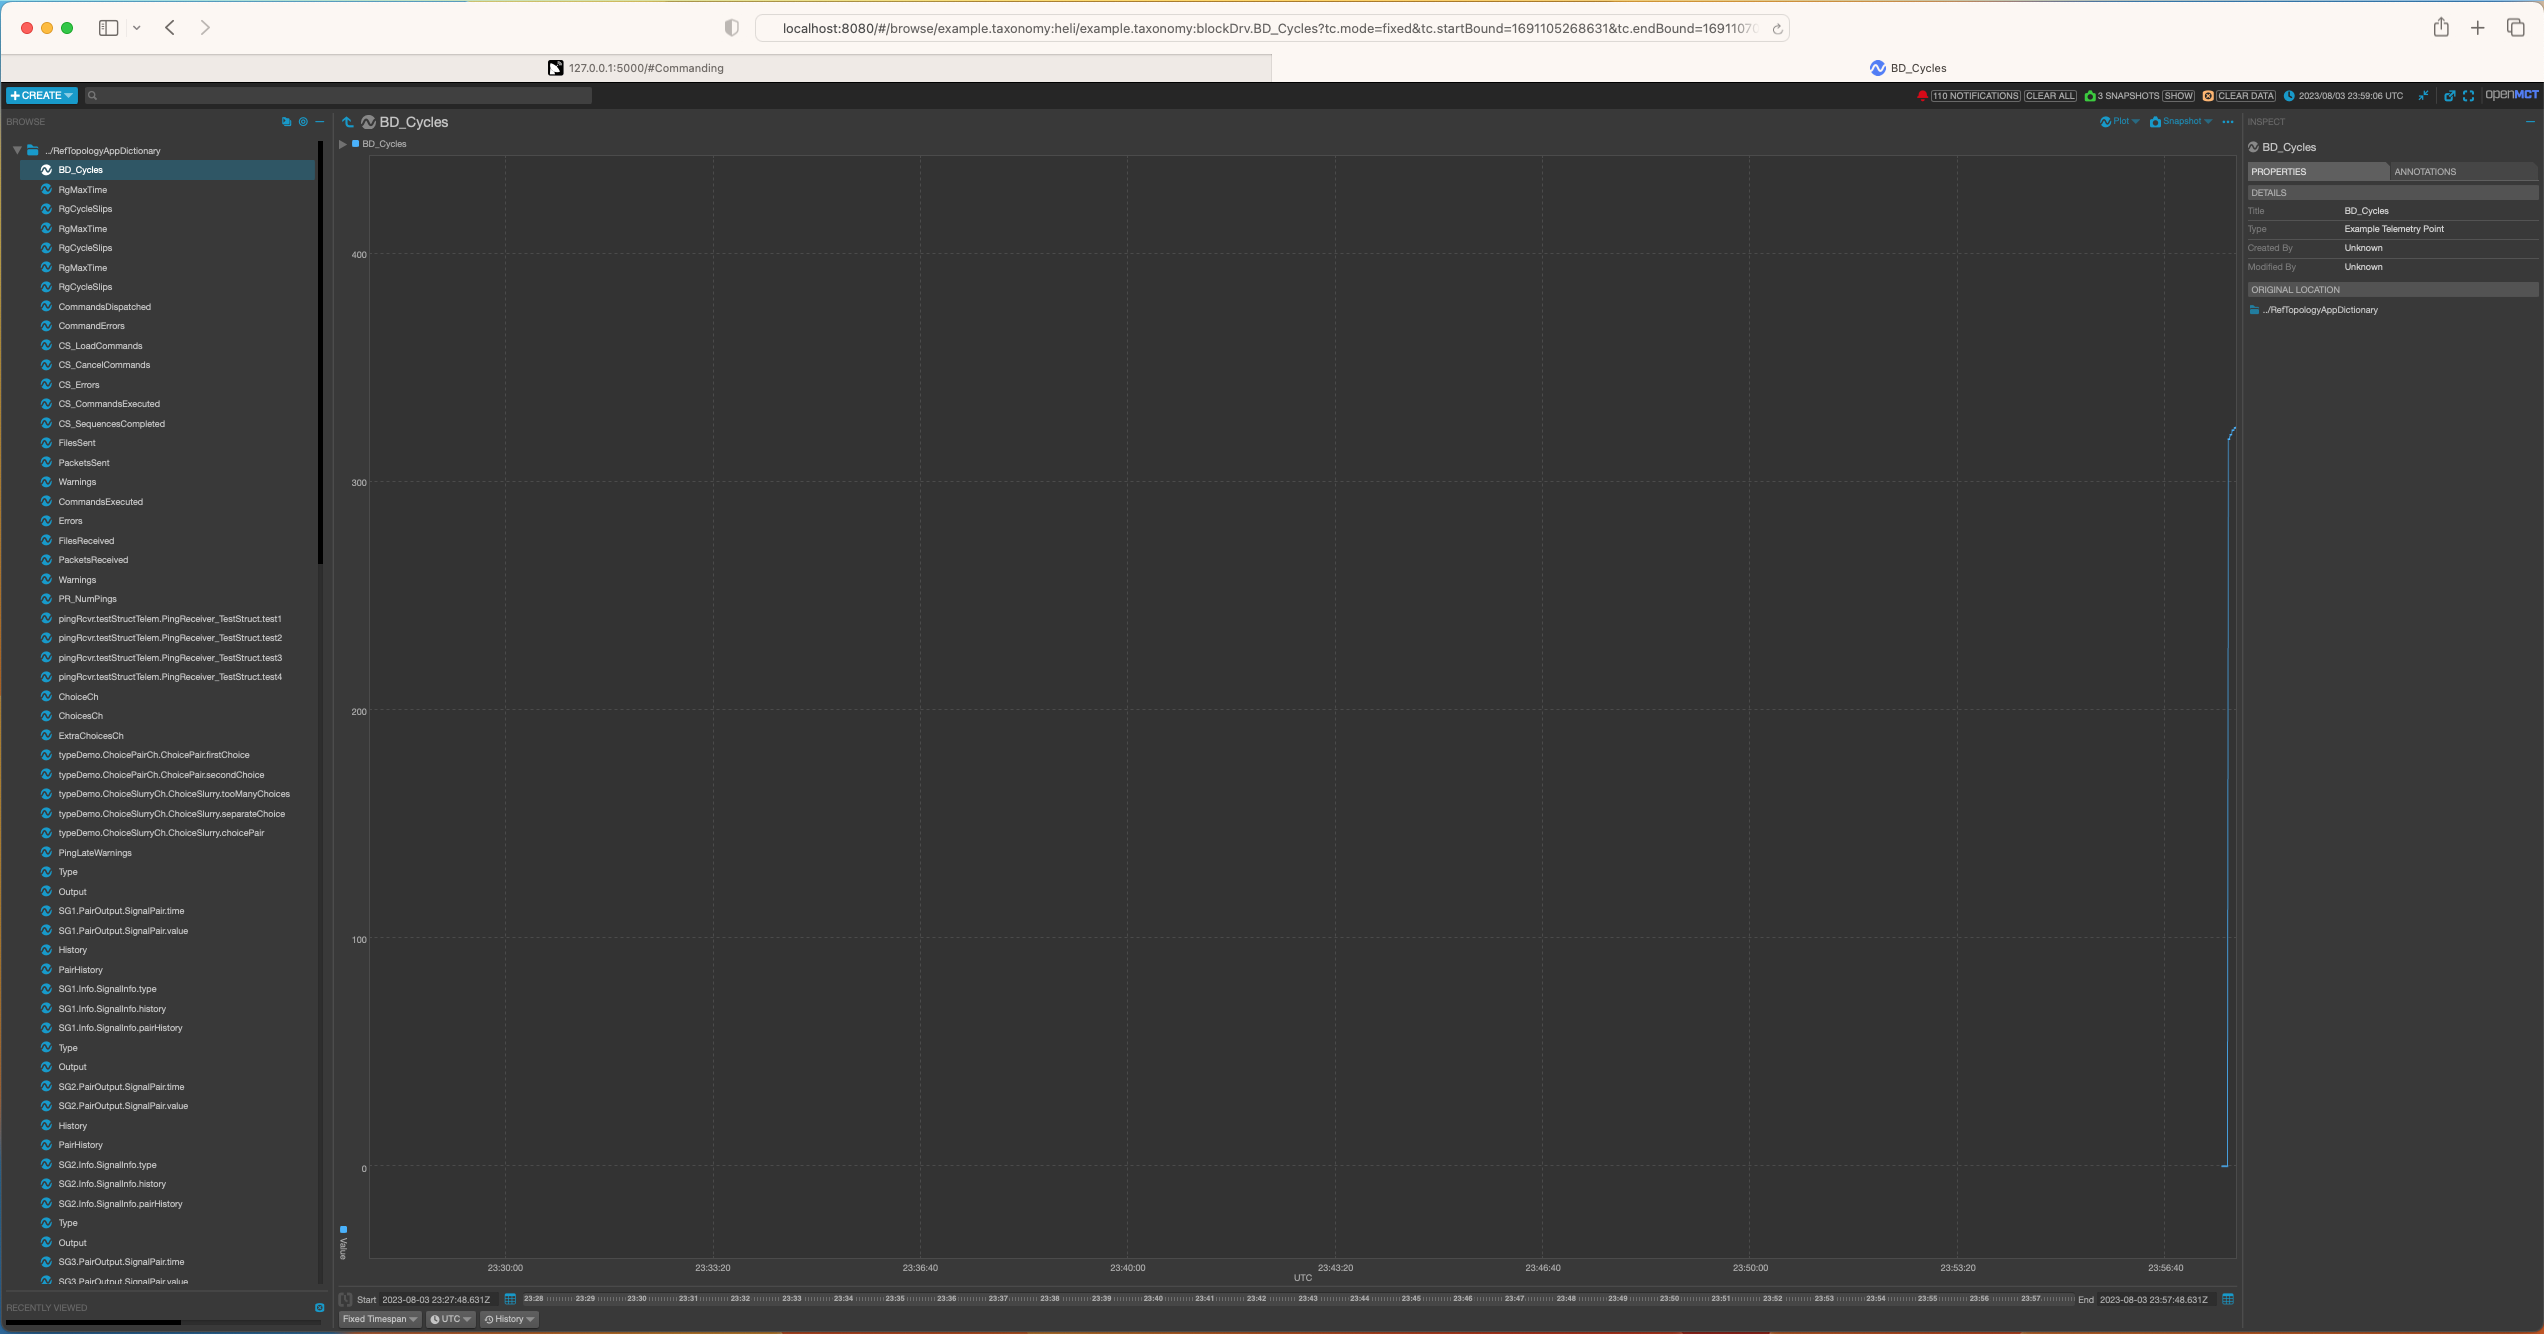 localhost:8080/#/browse/example.taxonomy:heli/example.taxonomy:blockDrv.BD_Cycles?tc.mode=fixed&tc.startBound=1691105268631&tc.endBound=16911070
127.0.0.1:5000/#Commanding
BD_Cycles
CREATE
110 NOTIFICATIONS CLEAR ALL 3 SNAPSHOTS SHOW CLEAR DATA 2023/08/03 23:59:06 UTC openMCT
BROWSE
../RefTopologyAppDictionary
BD_Cycles
RgMaxTime
RgCycleSlips
RgMaxTime
RgCycleSlips
RgMaxTime
RgCycleSlips
CommandsDispatched
CommandErrors
CS_LoadCommands
CS_CancelCommands
CS_Errors
CS_CommandsExecuted
CS_SequencesCompleted
FilesSent
PacketsSent
Warnings
CommandsExecuted
Errors
FilesReceived
PacketsReceived
Warnings
PR_NumPings
pingRcvr.testStructTelem.PingReceiver_TestStruct.test1
pingRcvr.testStructTelem.PingReceiver_TestStruct.test2
pingRcvr.testStructTelem.PingReceiver_TestStruct.test3
pingRcvr.testStructTelem.PingReceiver_TestStruct.test4
ChoiceCh
ChoicesCh
ExtraChoicesCh
typeDemo.ChoicePairCh.ChoicePair.firstChoice
typeDemo.ChoicePairCh.ChoicePair.secondChoice
typeDemo.ChoiceSlurryCh.ChoiceSlurry.tooManyChoices
typeDemo.ChoiceSlurryCh.ChoiceSlurry.separateChoice
typeDemo.ChoiceSlurryCh.ChoiceSlurry.choicePair
PingLateWarnings
Type
Output
SG1.PairOutput.SignalPair.time
SG1.PairOutput.SignalPair.value
History
PairHistory
SG1.Info.SignalInfo.type
SG1.Info.SignalInfo.history
SG1.Info.SignalInfo.pairHistory
Type
Output
SG2.PairOutput.SignalPair.time
SG2.PairOutput.SignalPair.value
History
PairHistory
SG2.Info.SignalInfo.type
SG2.Info.SignalInfo.history
SG2.Info.SignalInfo.pairHistory
Type
Output
SG3.PairOutput.SignalPair.time
SG3.PairOutput.SignalPair.value
RECENTLY VIEWED
BD_Cycles
Plot Snapshot
BD_Cycles
400
300
200
100
0
Value
23:30:00 23:33:20 23:36:40 23:40:00 23:43:20 23:46:40 23:50:00 23:53:20 23:56:40
UTC
Start 2023-08-03 23:27:48.631Z 23:28 23:29 23:30 23:31 23:32 23:33 23:34 23:35 23:36 23:37 23:38 23:39 23:40 23:41 23:42 23:43 23:44 23:45 23:46 23:47 23:48 23:49 23:50 23:51 23:52 23:53 23:54 23:55 23:56 23:57 End 2023-08-03 23:57:48.631Z
Fixed Timespan UTC History
INSPECT
BD_Cycles
PROPERTIES ANNOTATIONS
DETAILS
Title BD_Cycles
Type Example Telemetry Point
Created By Unknown
Modified By Unknown
ORIGINAL LOCATION
../RefTopologyAppDictionary